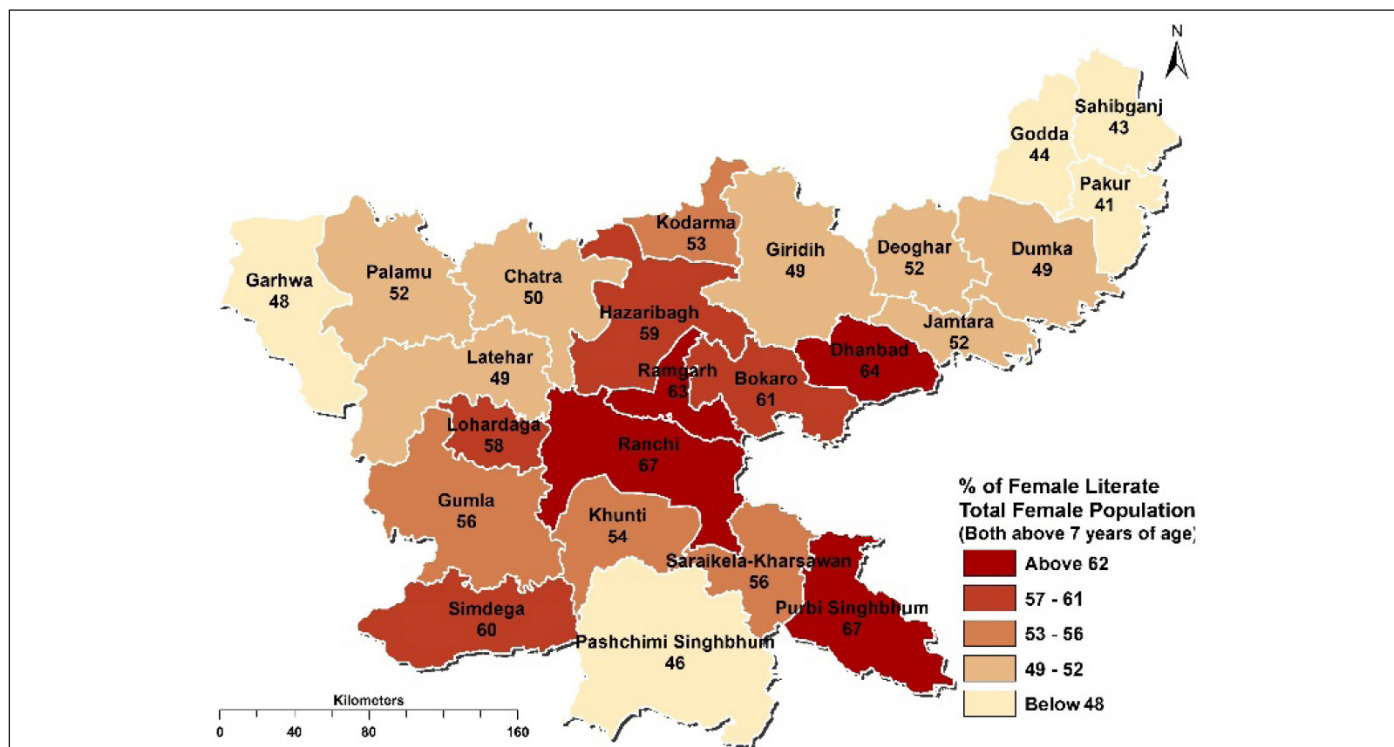 N
Sahibganj
43
Godda
44
Pakur
41
Kodarma
53
Giridih
49
Deoghar
52
Dumka
49
Garhwa
48
Palamu
52
Chatra
50
Hazaribagh
59
Jamtara
52
Dhanbad
64
Latehar
49
Ramgarh
63
Bokaro
61
Lohardaga
58
Ranchi
67
Gumla
56
Khunti
54
Saraikela-Kharsawan
56
Simdega
60
Purbi Singhbhum
67
Pashchimi Singhbhum
46
% of Female Literate
Total Female Population
(Both above 7 years of age)
Above 62
57 - 61
53 - 56
49 - 52
Below 48
Kilometers
0 40 80 160